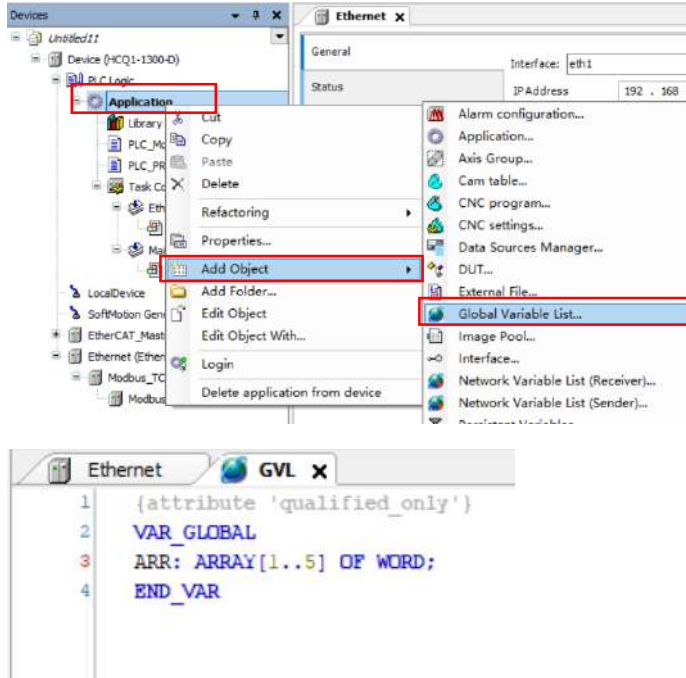 Devices
Untitled11
Device (HCQ1-1300-D)
PLC Logic
Application
Library
PLC_PR
Task Co
Eth
Ma
LocalDevice
SoftMotion Gen
EtherCAT_Mast
Ethernet (Ether
Modbus_TC
Modbus
Cut
Copy
Paste
Delete
Refactoring
Properties...
Add Object
Add Folder...
Edit Object
Edit Object With...
Login
Delete application from device
Ethernet
General
Status
Interface: eth1
IPAddress 192 . 168
Alarm configuration...
Application...
Axis Group...
Cam table...
CNC program...
CNC settings...
Data Sources Manager...
DUT...
External File...
Global Variable List...
Image Pool...
Interface...
Network Variable List (Receiver)...
Network Variable List (Sender)...
Ethernet GVL
1 {attribute 'qualified_only'}
2 VAR_GLOBAL
3 ARR: ARRAY[1..5] OF WORD;
4 END_VAR